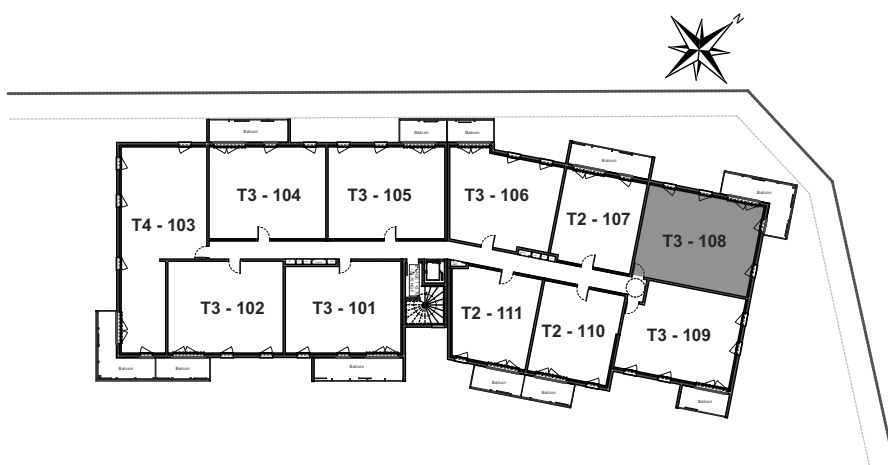 N
Balcon
Balcon
Balcon
T3 - 104
T3 - 105
T3 - 106
T2 - 107
T3 - 108
T4 - 103
T3 - 102
T3 - 101
T2 - 111
T2 - 110
T3 - 109
Balcon
Balcon
Balcon
Balcon
Balcon
Balcon
Balcon
Balcon